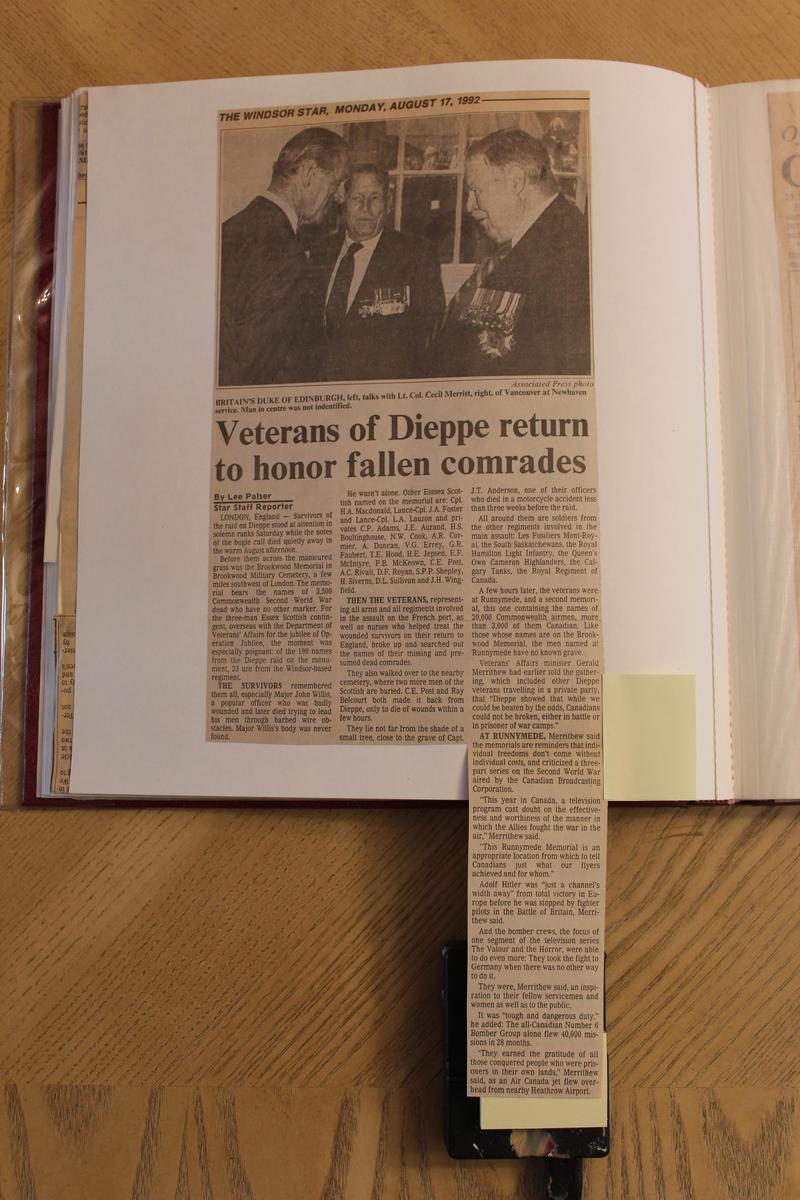 THE WINDSOR STAR, MONDAY, AUGUST 17, 1992
Associated Press photo
BRITAIN'S DUKE OF EDINBURGH, left, talks with Lt. Col. Cecil Merritt, right, of Vancouver at Newhaven
service. Man in centre was not indentified.
Veterans of Dieppe return
to honor fallen comrades
By Lee Palser
Star Staff Reporter
LONDON, England — Survivors of
the raid on Dieppe stood at attention in
solemn ranks Saturday while the notes
of the bugle call died quietly away in
the warm August afternoon.
Before them across the manicured
grass was the Brookwood Memorial in
Brookwood Military Cemetery, a few
miles southwest of London. The memo-
rial bears the names of 3,500
Commonwealth Second World War
dead who have no other marker. For
the three-man Essex Scottish contin-
gent, overseas with the Department of
Veterans' Affairs for the jubilee of Op-
eration Jubilee, the moment was
especially poignant: of the 199 names
from the Dieppe raid on the monu-
ment, 23 are from the Windsor-based
regiment.
THE SURVIVORS remembered
them all, especially Major John Willis,
a popular officer who was badly
wounded and later died trying to lead
his men through barbed wire ob-
stacles. Major Willis's body was never
found.
He wasn't alone. Other Esssex Scot-
tish named on the memorial are: Cpl.
H.A. Macdonald, Lance-Cpl. J.A. Foster
and Lance-Cpl. L.A. Lauzon and pri-
vates C.P. Adams, J.E. Aurand, H.S.
Boultinghouse, N.W. Cook, A.R. Cor-
mier, A. Duncan, V.G. Errey, G.R.
Faubert, T.E. Hood, H.E. Jepsen, E.F.
McIntyre, P.B. McKeown, C.E. Post,
A.C. Rivait, D.F. Royan, S.P.P. Shepley,
H. Siverns, D.L. Sullivan and J.H. Wing-
field.
THEN THE VETERANS, represent-
ing all arms and all regiments involved
in the assault on the French port, as
well as nurses who helped treat the
wounded survivors on their return to
England, broke up and searched out
the names of their missing and pre-
sumed dead comrades.
They also walked over to the nearby
cemetery, where two more men of the
Scottish are buried. C.E. Post and Ray
Belcourt both made it back from
Dieppe, only to die of wounds within a
few hours.
They lie not far from the shade of a
small tree, close to the grave of Capt.
J.T. Anderson, one of their officers
who died in a motorcycle accident less
than three weeks before the raid.
All around them are soldiers from
the other regiments involved in the
main assault: Les Fusiliers Mont-Roy-
al, the South Saskatchewans, the Royal
Hamilton Light Infantry, the Queen's
Own Cameron Highlanders, the Cal-
gary Tanks, the Royal Regiment of
Canada.
A few hours later, the veterans were
at Runnymede, and a second memori-
al, this one containing the names of
20,000 Commonwealth airmen, more
than 3,000 of them Canadian. Like
those whose names are on the Brook-
wood Memorial, the men named at
Runnymede have no known grave.
Veterans' Affairs minister Gerald
Merrithew had earlier told the gather-
ing, which included other Dieppe
veterans travelling in a private party,
that "Dieppe showed that while we
could be beaten by the odds, Canadians
could not be broken, either in battle or
in prisoner of war camps."
AT RUNNYMEDE, Merrithew said
the memorials are reminders that indi-
vidual freedoms don't come without
individual costs, and criticized a three-
part series on the Second World War
aired by the Canadian Broadcasting
Corporation.
"This year in Canada, a television
program cast doubt on the effective-
ness and worthiness of the manner in
which the Allies fought the war in the
air," Merrithew said.
"This Runnymede Memorial is an
appropriate location from which to tell
Canadians just what our flyers
achieved and for whom."
Adolf Hitler was "just a channel's
width away" from total victory in Eu-
rope before he was stopped by fighter
pilots in the Battle of Britain, Merri-
thew said.
And the bomber crews, the focus of
one segment of the television series
The Valour and the Horror, were able
to do even more: They took the fight to
Germany when there was no other way
to do it.
They were, Merrithew said, an inspi-
ration to their fellow servicemen and
women as well as to the public.
It was "tough and dangerous duty,"
he added: The all-Canadian Number 6
Bomber Group alone flew 40,000 mis-
sions in 28 months.
"They earned the gratitude of all
those conquered people who were pris-
oners in their own lands," Merrithew
said, as an Air Canada jet flew over-
head from nearby Heathrow Airport.